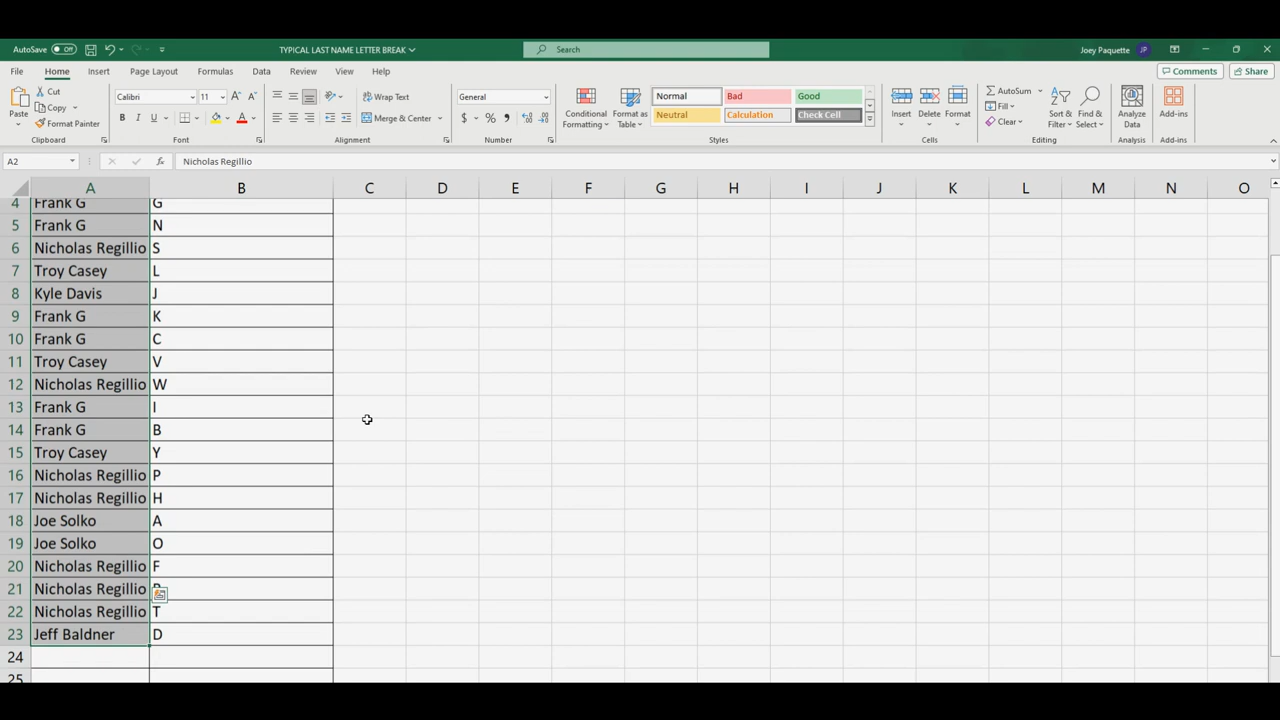 AutoSave Off TYPICAL LAST NAME LETTER BREAK Search Joey Paquette JP
File Home Insert Page Layout Formulas Data Review View Help Comments Share
Cut Calibri 11 Wrap Text General Normal Bad Good AutoSum
Copy Fill
Paste Conditional Formatting Format as Table Insert Delete Format Sort & Filter Find & Select Analyze Data Add-ins
Format Painter B I U Merge & Center $ % Neutral Calculation Check Cell Clear
Clipboard Font Alignment Number Styles Cells Editing Analysis Add-ins
A2 fx Nicholas Regillio
A B C D E F G H I J K L M N O
4 Frank G G
5 Frank G N
6 Nicholas Regillio S
7 Troy Casey L
8 Kyle Davis J
9 Frank G K
10 Frank G C
11 Troy Casey V
12 Nicholas Regillio W
13 Frank G I
14 Frank G B
15 Troy Casey Y
16 Nicholas Regillio P
17 Nicholas Regillio H
18 Joe Solko A
19 Joe Solko O
20 Nicholas Regillio F
21 Nicholas Regillio
22 Nicholas Regillio T
23 Jeff Baldner D
24
25